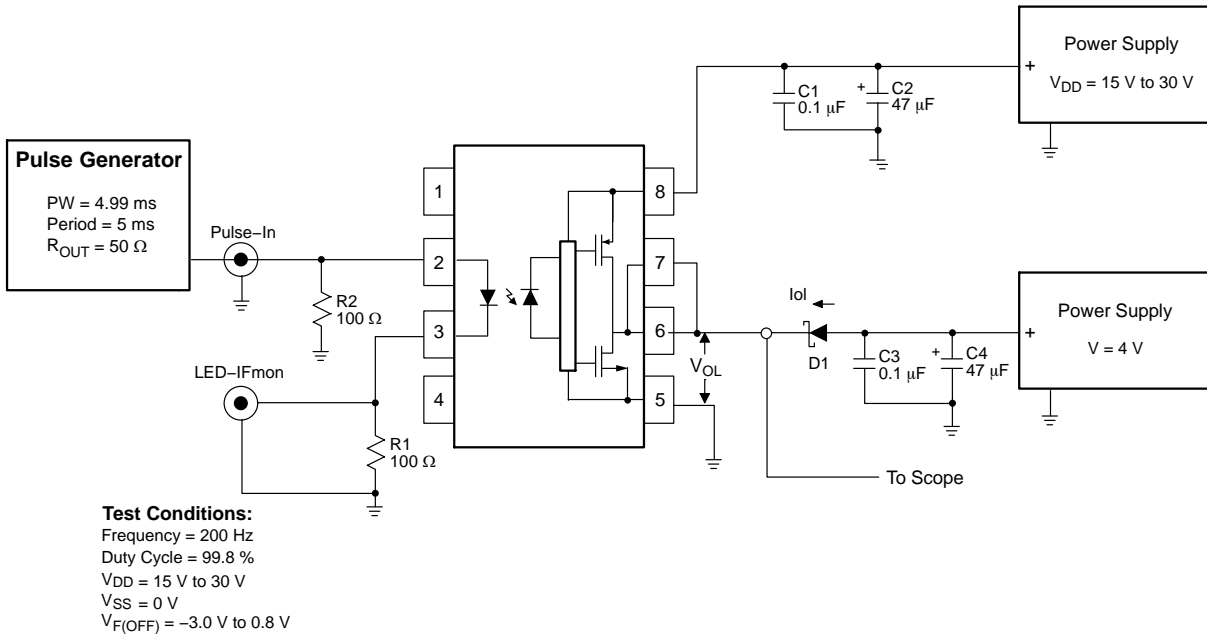 Pulse Generator
PW = 4.99 ms
Period = 5 ms
ROUT = 50 Ω
Pulse–In
R2
100 Ω
LED–IFmon
R1
100 Ω
1
2
3
4
8
7
6
5
VOL
C1
0.1 μF
+
C2
47 μF
+
Power Supply
VDD = 15 V to 30 V
Iol
D1
C3
0.1 μF
+
C4
47 μF
+
Power Supply
V = 4 V
To Scope
Test Conditions:
Frequency = 200 Hz
Duty Cycle = 99.8 %
VDD = 15 V to 30 V
VSS = 0 V
VF(OFF) = −3.0 V to 0.8 V